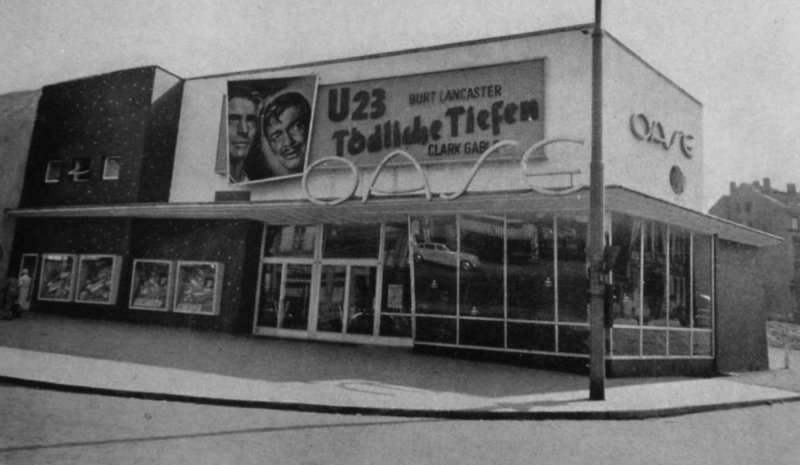 U23 BURT LANCASTER
Tödliche Tiefen
CLARK GABLE
OASE
OASE